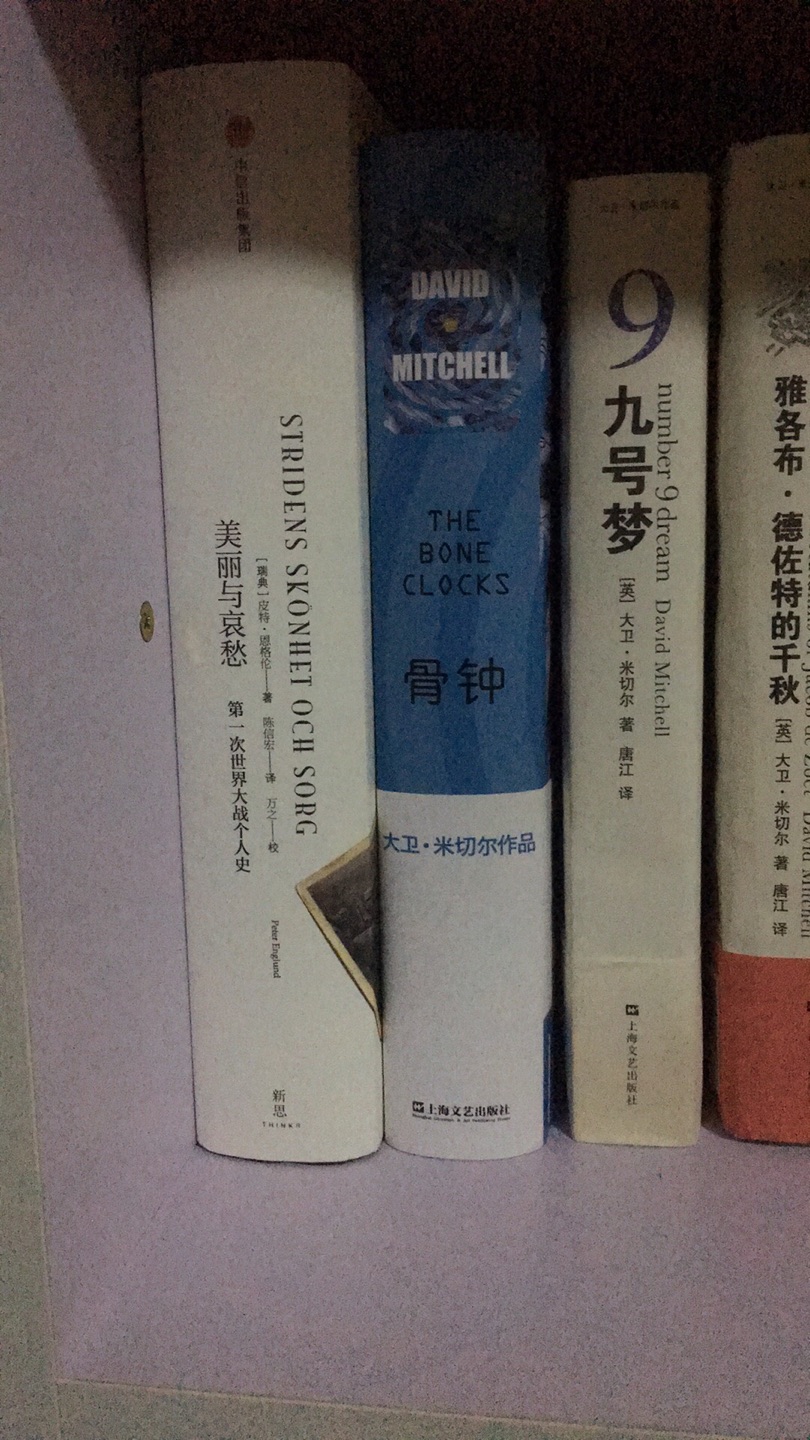 中信出版集团
STRIDENS SKÖNHET OCH SORG
美丽与哀愁
第一次世界大战个人史
[瑞典]皮特·恩格伦——著 陈信宏——译 万之——校
Peter Englund
新思
THINKR
DAVID
MITCHELL
THE
BONE
CLOCKS
骨钟
大卫·米切尔作品
上海文艺出版社
9
九号梦
number 9 dream David Mitchell
[英] 大卫·米切尔 著 唐江 译
上海文艺出版社
雅各布·德佐特的千秋
[英] 大卫·米切尔 著 唐江 译
David Mitchell